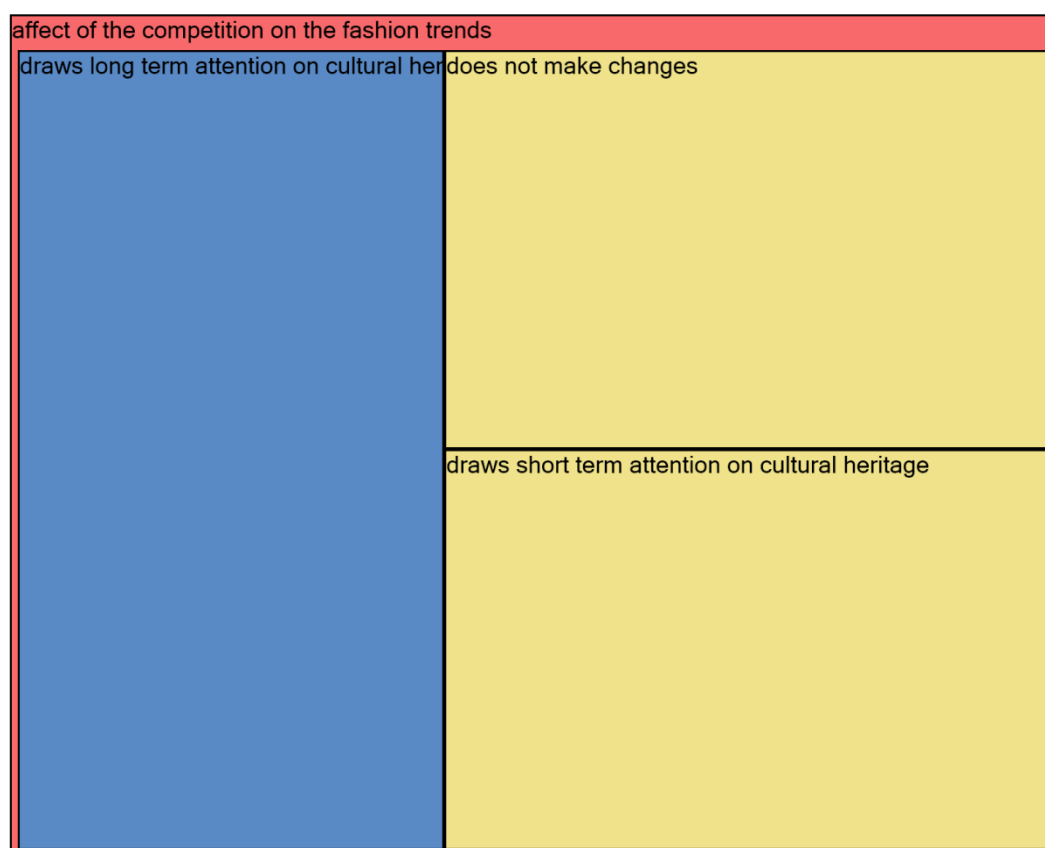 affect of the competition on the fashion trends
draws long term attention on cultural her
does not make changes
draws short term attention on cultural heritage